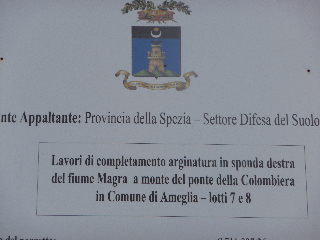 nte Appaltante: Provincia della Spezia – Settore Difesa del Suolo
Lavori di completamento arginatura in sponda destra
del fiume Magra a monte del ponte della Colombiera
in Comune di Ameglia – lotti 7 e 8